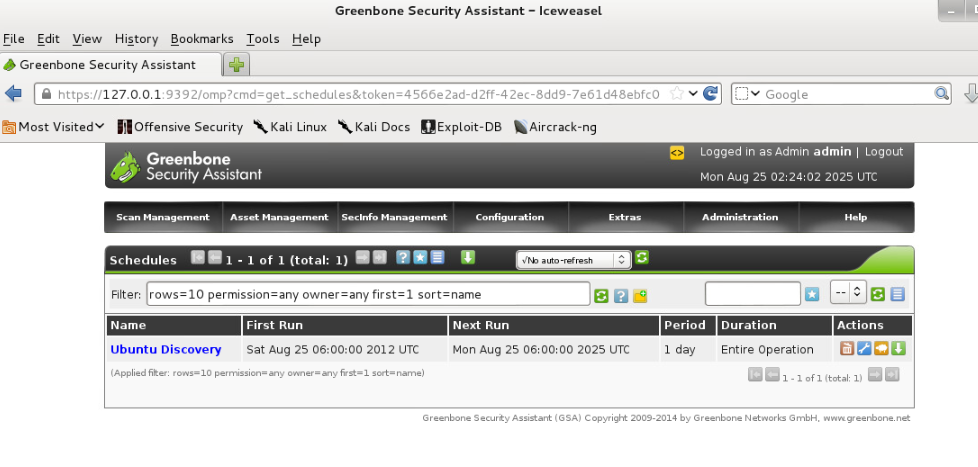 Greenbone Security Assistant - Iceweasel
File Edit View History Bookmarks Tools Help
Greenbone Security Assistant
https://127.0.0.1:9392/omp?cmd=get_schedules&token=4566e2ad-d2ff-42ec-8dd9-7e61d48ebfc0 Google
Most Visited Offensive Security Kali Linux Kali Docs Exploit-DB Aircrack-ng
Greenbone
Security Assistant
Logged in as Admin admin | Logout
Mon Aug 25 02:24:02 2025 UTC
Scan Management Asset Management SecInfo Management Configuration Extras Administration Help
Schedules 1 - 1 of 1 (total: 1) √No auto-refresh
Filter: rows=10 permission=any owner=any first=1 sort=name --
Name First Run Next Run Period Duration Actions
Ubuntu Discovery Sat Aug 25 06:00:00 2012 UTC Mon Aug 25 06:00:00 2025 UTC 1 day Entire Operation
(Applied filter: rows=10 permission=any owner=any first=1 sort=name) 1 - 1 of 1 (total: 1)
Greenbone Security Assistant (GSA) Copyright 2009-2014 by Greenbone Networks GmbH, www.greenbone.net